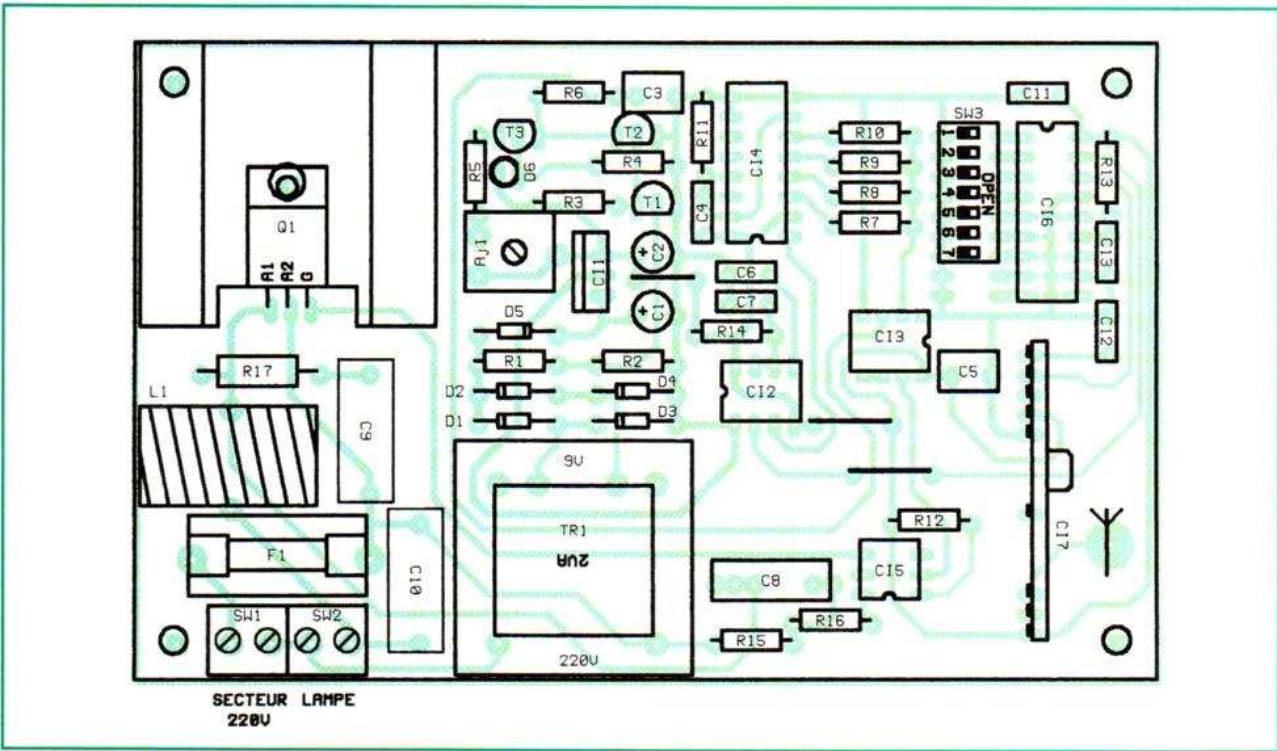 R6
C3
C11
R11
CI4
SW3
T3
T2
R10
1
2
3
4
5
6
7
OPEN
CI6
R5
D6
R4
R9
R13
R8
R3
T1
C4
R7
Q1
A1
A2
G
Aj1
CI1
C2
C6
C13
C7
C1
D5
R14
CI3
C12
R17
R1
R2
C5
L1
D2
D4
CI2
D1
D3
C9
9V
TR1
2VA
220V
R12
CI7
F1
C10
C8
CI5
SW1
SW2
R16
R15
SECTEUR LAMPE
220V